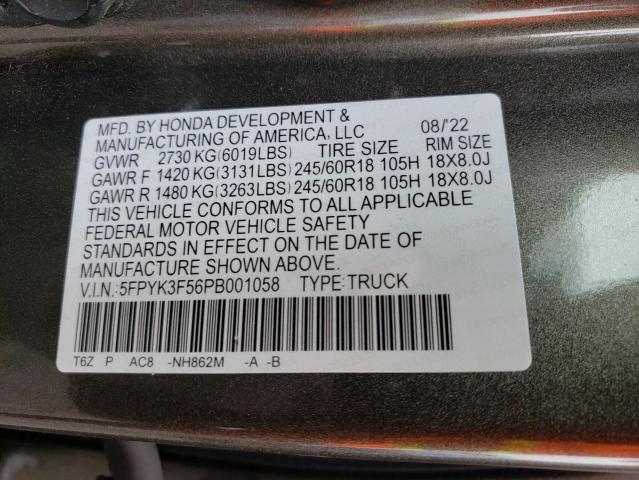 MFD. BY HONDA DEVELOPMENT &
MANUFACTURING OF AMERICA, LLC 08/'22
GVWR 2730 KG(6019LBS) TIRE SIZE RIM SIZE
GAWR F 1420 KG(3131LBS) 245/60R18 105H 18X8.0J
GAWR R 1480 KG(3263LBS) 245/60R18 105H 18X8.0J
THIS VEHICLE CONFORMS TO ALL APPLICABLE
FEDERAL MOTOR VEHICLE SAFETY
STANDARDS IN EFFECT ON THE DATE OF
MANUFACTURE SHOWN ABOVE.
V.I.N.:5FPYK3F56PB001058 TYPE:TRUCK
T6Z P AC8 -NH862M -A -B